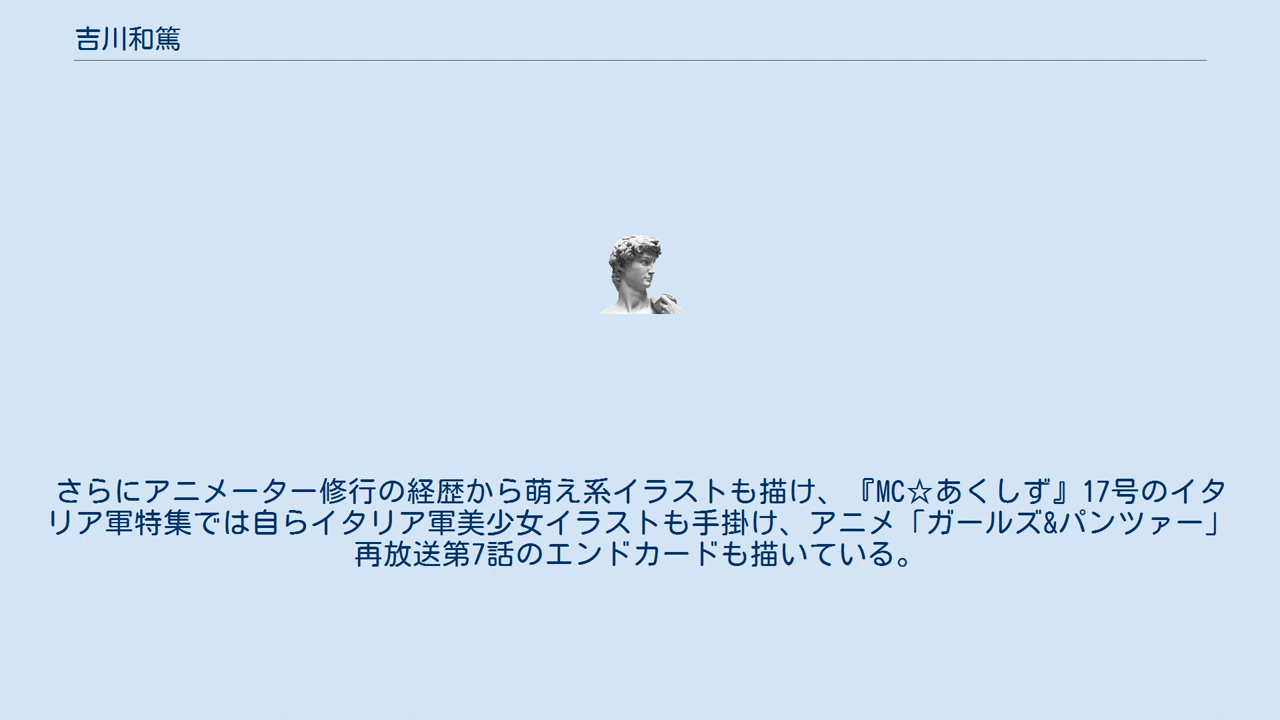 吉川和篤
さらにアニメーター修行の経歴から萌え系イラストも描け、『MC☆あくしず』17号のイタ
リア軍特集では自らイタリア軍美少女イラストも手掛け、アニメ「ガールズ&パンツァー」
再放送第7話のエンドカードも描いている。